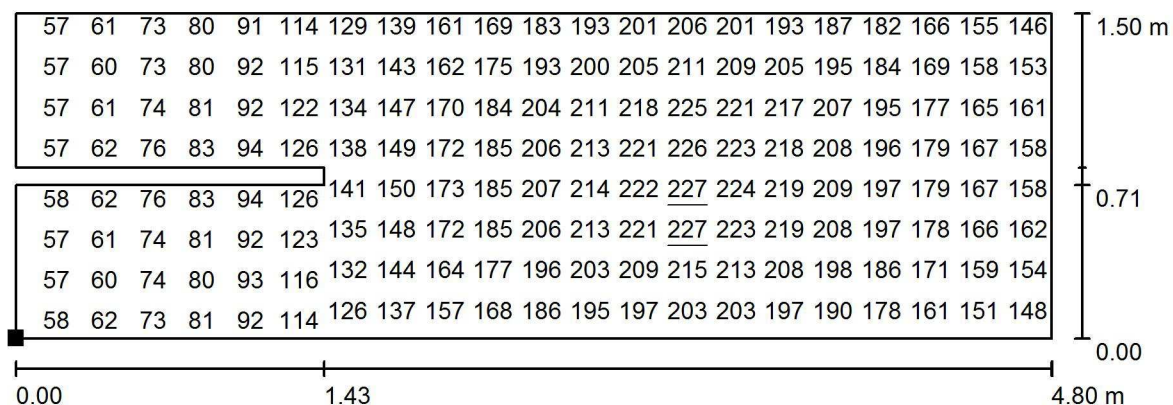 57 61 73 80 91 114 129 139 161 169 183 193 201 206 201 193 187 182 166 155 146
1.50 m
57 60 73 80 92 115 131 143 162 175 193 200 205 211 209 205 195 184 169 158 153
57 61 74 81 92 122 134 147 170 184 204 211 218 225 221 217 207 195 177 165 161
57 62 76 83 94 126 138 149 172 185 206 213 221 226 223 218 208 196 179 167 158
58 62 76 83 94 126 141 150 173 185 207 214 222 227 224 219 209 197 179 167 158
0.71
57 61 74 81 92 123 135 148 172 185 206 213 221 227 223 219 208 197 178 166 162
57 60 74 80 93 116 132 144 164 177 196 203 209 215 213 208 198 186 171 159 154
58 62 73 81 92 114 126 137 157 168 186 195 197 203 203 197 190 178 161 151 148
0.00
0.00 1.43 4.80 m